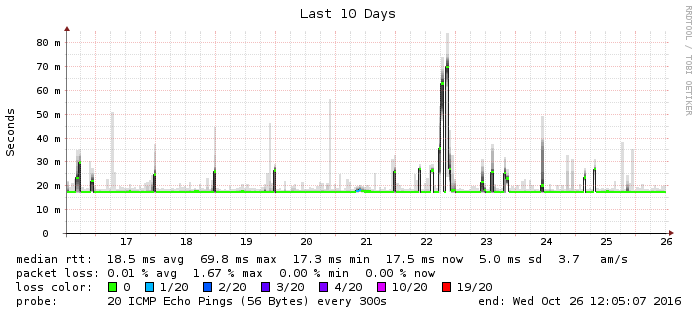 Last 10 Days
RRDTOOL / TOBI OETIKER
Seconds
80 m
70 m
60 m
50 m
40 m
30 m
20 m
10 m
0
17 18 19 20 21 22 23 24 25 26
median rtt: 18.5 ms avg 69.8 ms max 17.3 ms min 17.5 ms now 5.0 ms sd 3.7 am/s
packet loss: 0.01 % avg 1.67 % max 0.00 % min 0.00 % now
loss color: 0 1/20 2/20 3/20 4/20 10/20 19/20
probe: 20 ICMP Echo Pings (56 Bytes) every 300s end: Wed Oct 26 12:05:07 2016